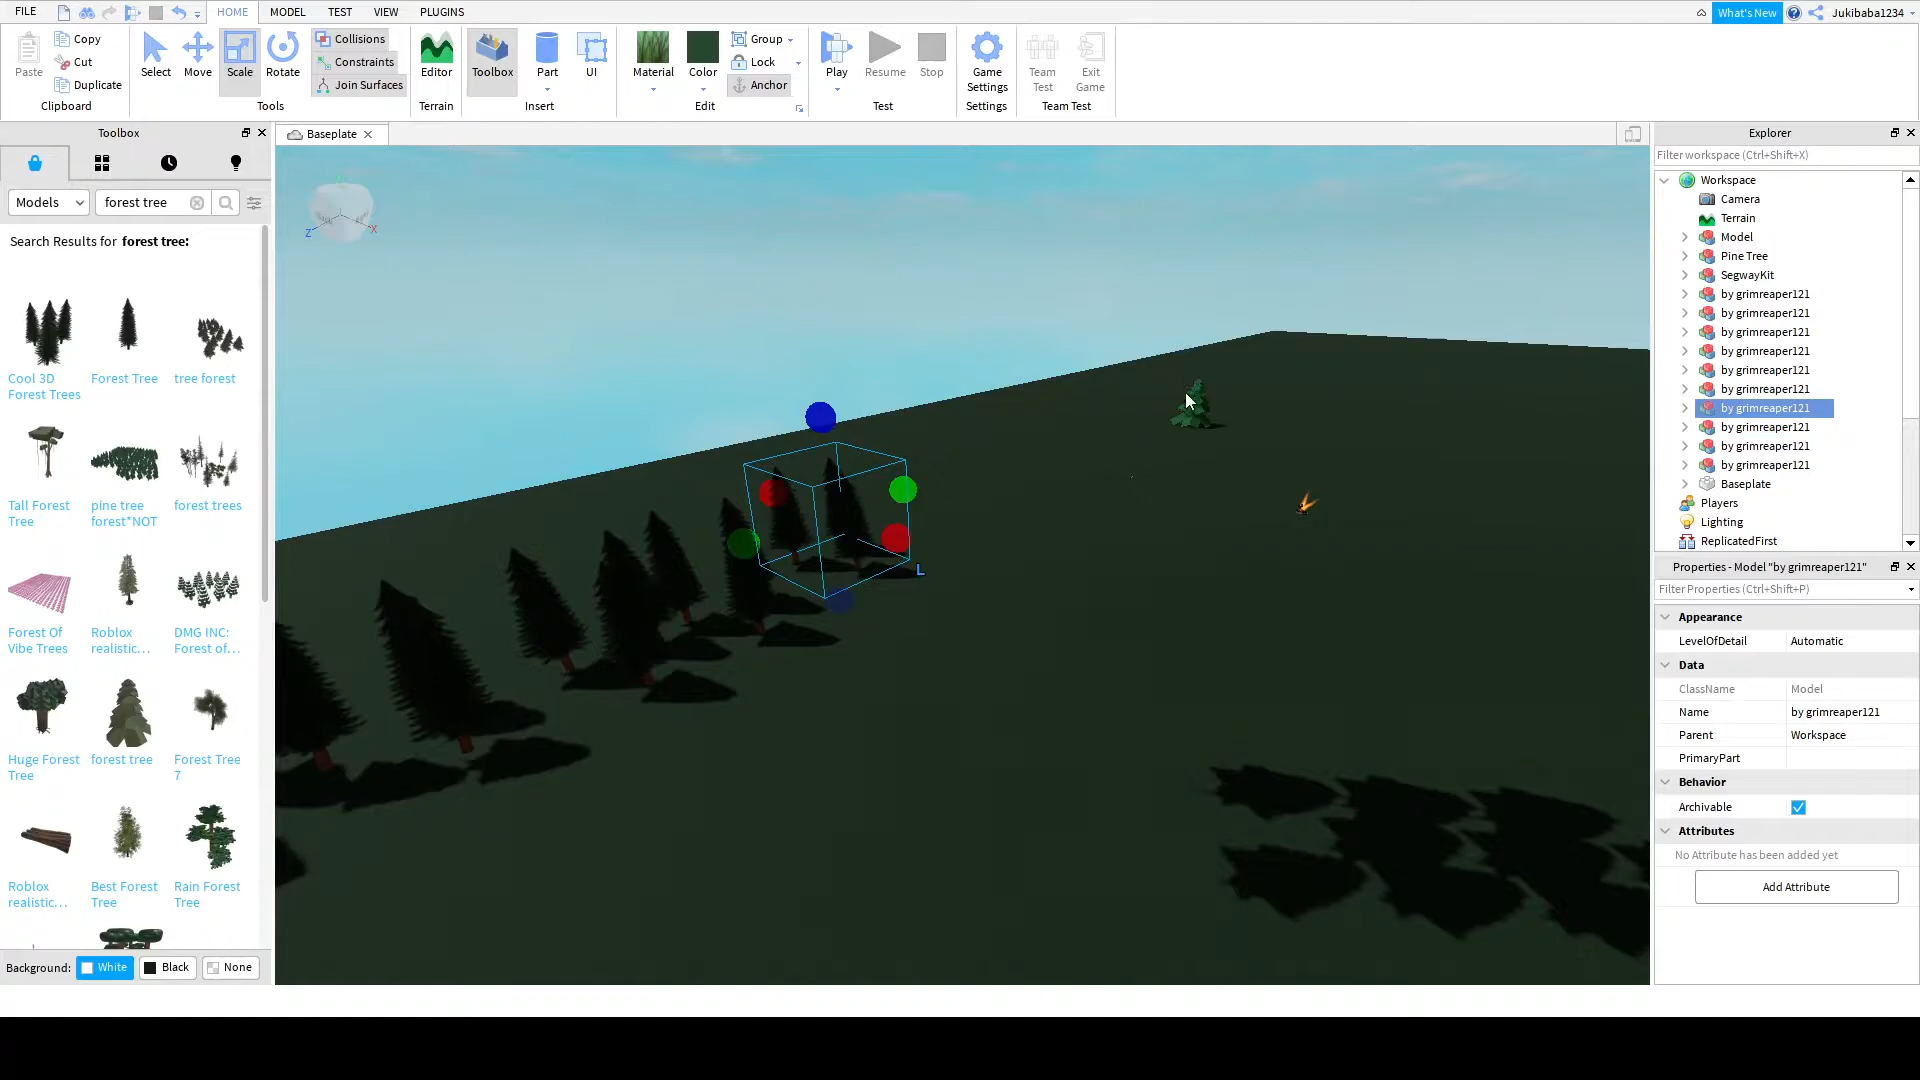 FILE
HOME
MODEL
TEST
VIEW
PLUGINS
What's New
Jukibaba1234
Paste
Copy
Cut
Duplicate
Clipboard
Select
Move
Scale
Rotate
Collisions
Constraints
Join Surfaces
Tools
Editor
Terrain
Toolbox
Part
UI
Insert
Material
Color
Group
Lock
Anchor
Edit
Play
Resume
Stop
Test
Game
Settings
Settings
Team
Test
Exit
Game
Team Test
Toolbox
Models
forest tree
Search Results for forest tree:
Cool 3D
Forest Trees
Forest Tree
tree forest
Tall Forest
Tree
pine tree
forest*NOT
forest trees
Forest Of
Vibe Trees
Roblox
realistic...
DMG INC:
Forest of...
Huge Forest
Tree
forest tree
Forest Tree
7
Roblox
realistic...
Best Forest
Tree
Rain Forest
Tree
Background:
White
Black
None
Baseplate
Z
X
L
Explorer
Filter workspace (Ctrl+Shift+X)
Workspace
Camera
Terrain
Model
Pine Tree
SegwayKit
by grimreaper121
by grimreaper121
by grimreaper121
by grimreaper121
by grimreaper121
by grimreaper121
by grimreaper121
by grimreaper121
by grimreaper121
by grimreaper121
Baseplate
Players
Lighting
ReplicatedFirst
Properties - Model "by grimreaper121"
Filter Properties (Ctrl+Shift+P)
Appearance
LevelOfDetail Automatic
Data
ClassName Model
Name by grimreaper121
Parent Workspace
PrimaryPart
Behavior
Archivable
Attributes
No Attribute has been added yet
Add Attribute